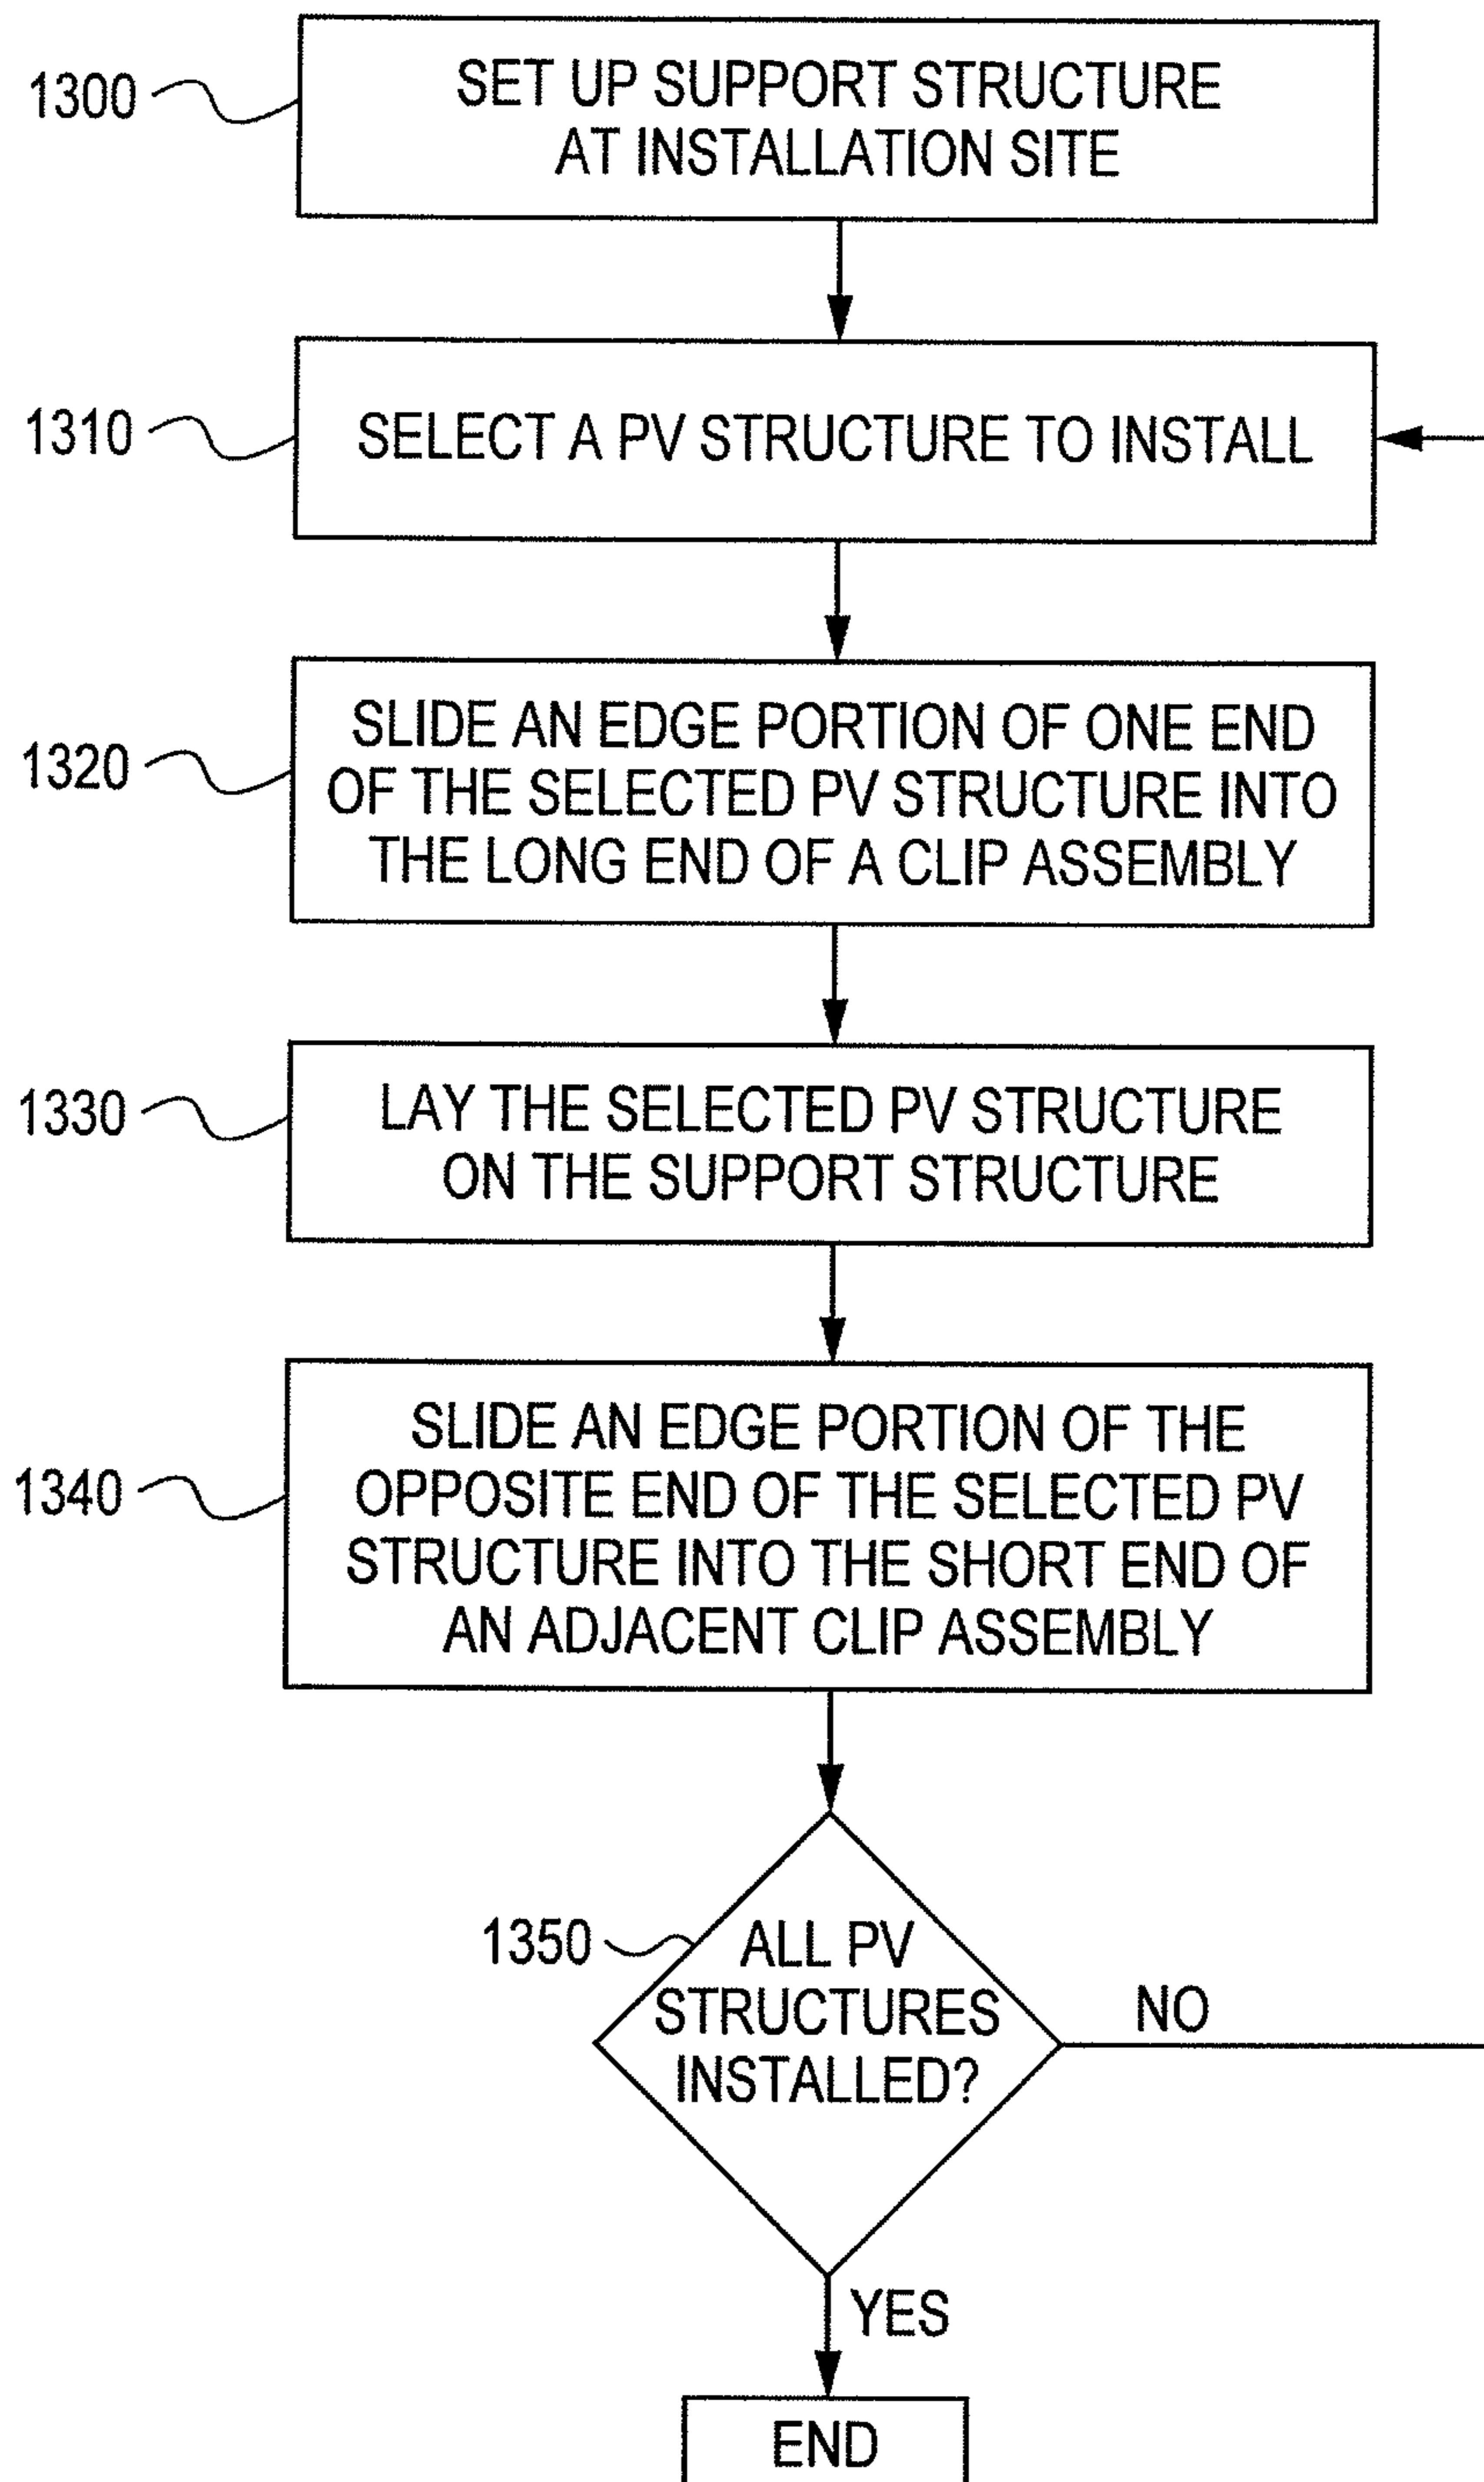 1300
SET UP SUPPORT STRUCTURE
AT INSTALLATION SITE
1310
SELECT A PV STRUCTURE TO INSTALL
1320
SLIDE AN EDGE PORTION OF ONE END
OF THE SELECTED PV STRUCTURE INTO
THE LONG END OF A CLIP ASSEMBLY
1330
LAY THE SELECTED PV STRUCTURE
ON THE SUPPORT STRUCTURE
1340
SLIDE AN EDGE PORTION OF THE
OPPOSITE END OF THE SELECTED PV
STRUCTURE INTO THE SHORT END OF
AN ADJACENT CLIP ASSEMBLY
1350
ALL PV
STRUCTURES
INSTALLED?
NO
YES
END